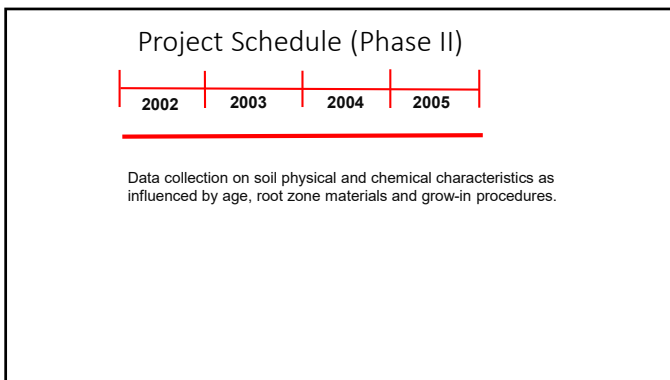 Project Schedule (Phase II)
2002 2003 2004 2005
Data collection on soil physical and chemical characteristics as
influenced by age, root zone materials and grow-in procedures.